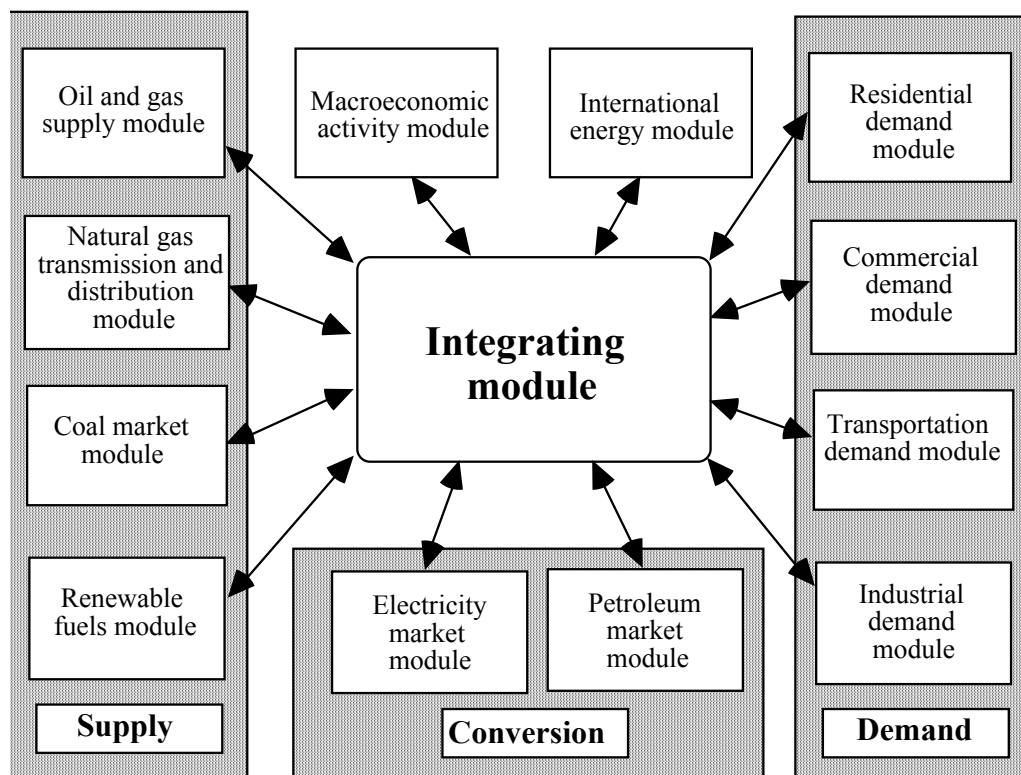 Oil and gas
supply module
Macroeconomic
activity module
International
energy module
Residential
demand
module
Natural gas
transmission and
distribution
module
Commercial
demand
module
Integrating
module
Coal market
module
Transportation
demand module
Renewable
fuels module
Electricity
market
module
Petroleum
market
module
Industrial
demand
module
Supply
Conversion
Demand